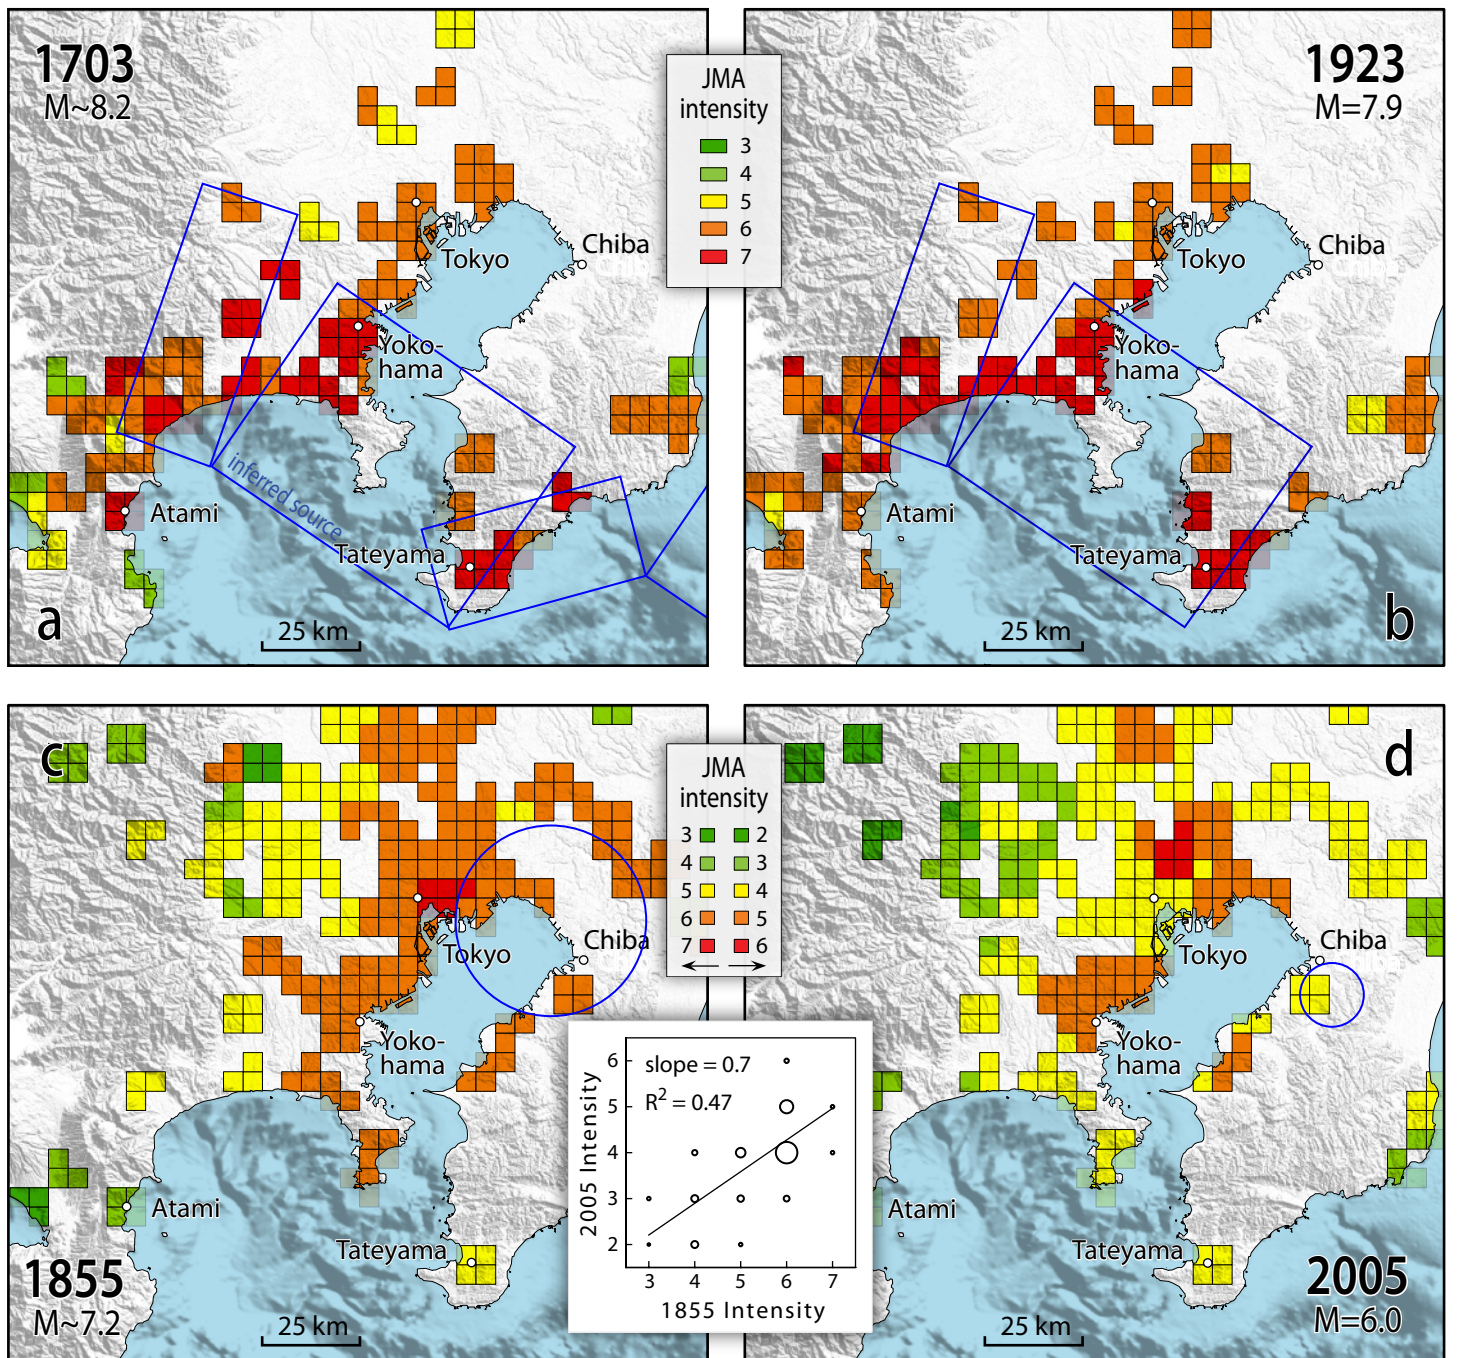 1703
M~8.2
JMA
intensity
3
4
5
6
7
Tokyo
Chiba
Yoko-
hama
inferred source
Atami
Tateyama
25 km
a
1923
M=7.9
Tokyo
Chiba
Yoko-
hama
Atami
Tateyama
25 km
b
c
JMA
intensity
3 2
4 3
5 4
6 5
7 6
Tokyo
Chiba
Yoko-
hama
Atami
Tateyama
1855
M~7.2
25 km
slope = 0.7
R² = 0.47
2005 Intensity
6
5
4
3
2
3 4 5 6 7
1855 Intensity
d
Tokyo
Chiba
Yoko-
hama
Atami
Tateyama
2005
M=6.0
25 km